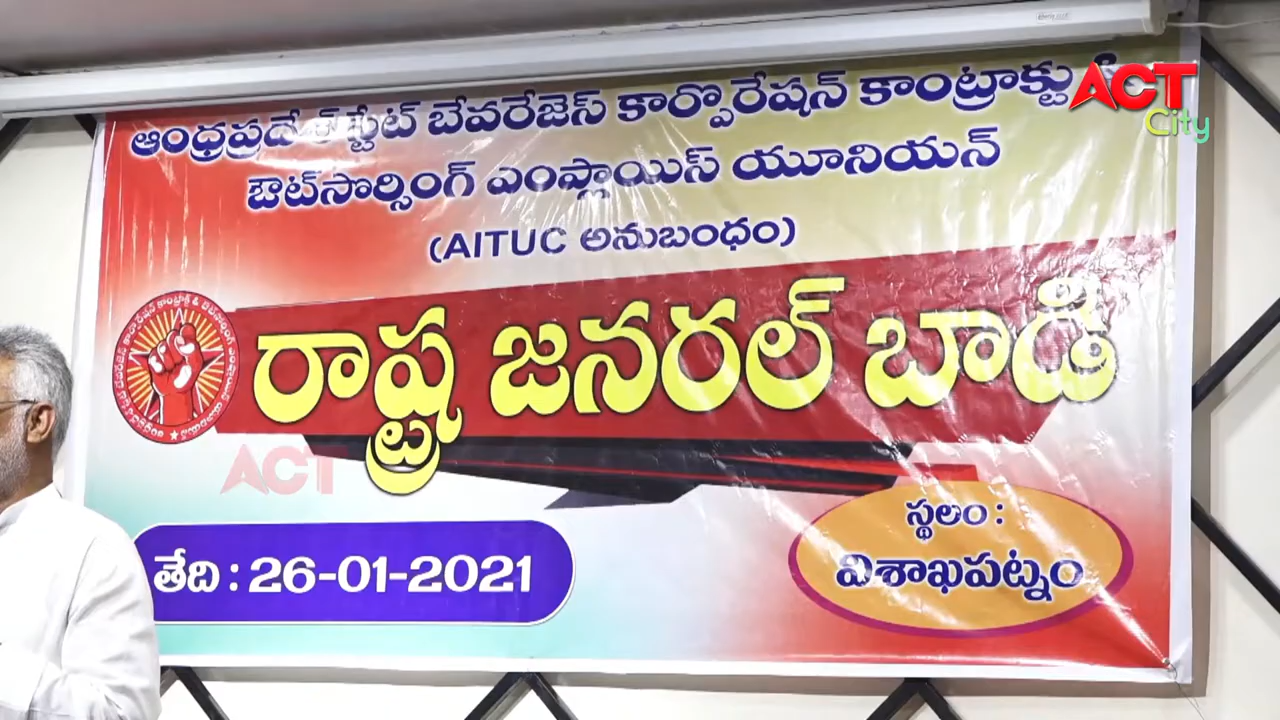 ACT
City
ఆంధ్రప్రదేశ్ స్టేట్ బేవరేజెస్ కార్పొరేషన్ కాంట్రాక్టు &
ఔట్‌సోర్సింగ్ ఎంప్లాయిస్ యూనియన్
(AITUC అనుబంధం)
రాష్ట్ర జనరల్ బాడి
ACT
తేది : 26-01-2021
స్థలం :
విశాఖపట్నం